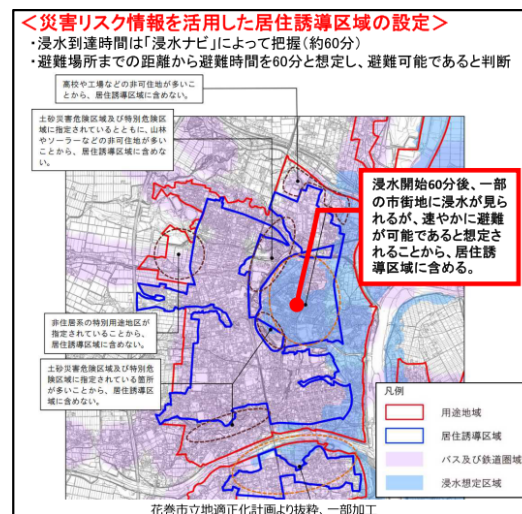 ＜災害リスク情報を活用した居住誘導区域の設定＞
・浸水到達時間は「浸水ナビ」によって把握（約60分）
・避難場所までの距離から避難時間を60分と想定し、避難可能であると判断
高校や工場などの非可住地が多いこ
とから、居住誘導区域に含めない。
土砂災害危険区域及び特別危険
区域に指定されているとともに、山林
やソーラーなどの非可住地が多い
ことから、居住誘導区域に含めな
い。
浸水開始60分後、一部
の市街地に浸水が見ら
れるが、速やかに避難
が可能であると想定さ
れることから、居住誘
導区域に含める。
非住居系の特別用途地区が
指定されていることから、
居住誘導区域に含めない。
土砂災害危険区域及び特別危
険区域に指定されている箇所
が多いことから、居住誘導区
域に含めない。
凡例
用途地域
居住誘導区域
バス及び鉄道圏域
浸水想定区域
花巻市立地適正化計画より抜粋、一部加工